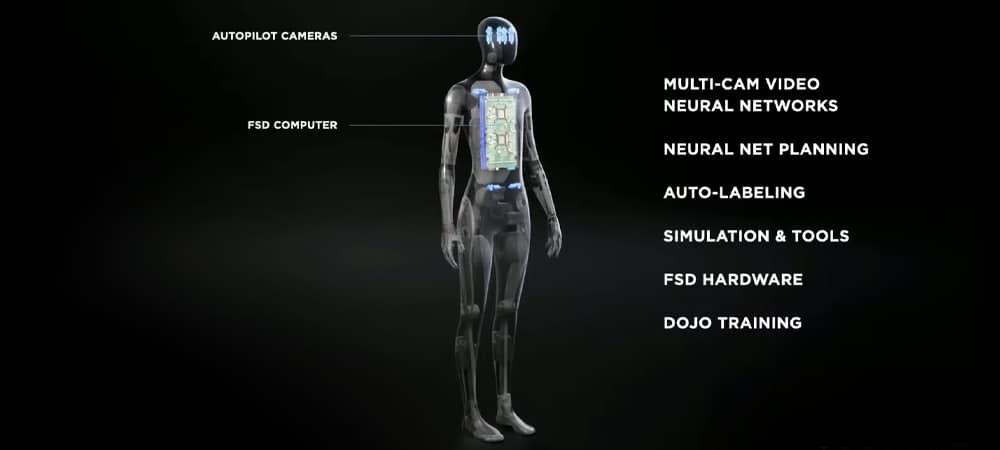 AUTOPILOT CAMERAS
FSD COMPUTER
MULTI-CAM VIDEO
NEURAL NETWORKS
NEURAL NET PLANNING
AUTO-LABELING
SIMULATION & TOOLS
FSD HARDWARE
DOJO TRAINING